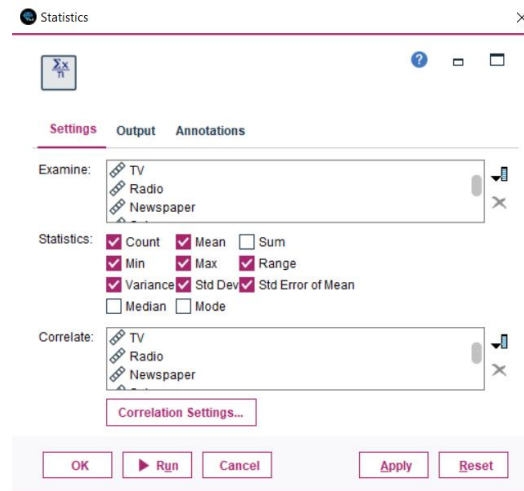 Statistics
Σx
n
Settings Output Annotations
Examine: TV
Radio
Newspaper
Statistics: Count Mean Sum
Min Max Range
Variance Std Dev Std Error of Mean
Median Mode
Correlate: TV
Radio
Newspaper
Correlation Settings...
OK Run Cancel Apply Reset